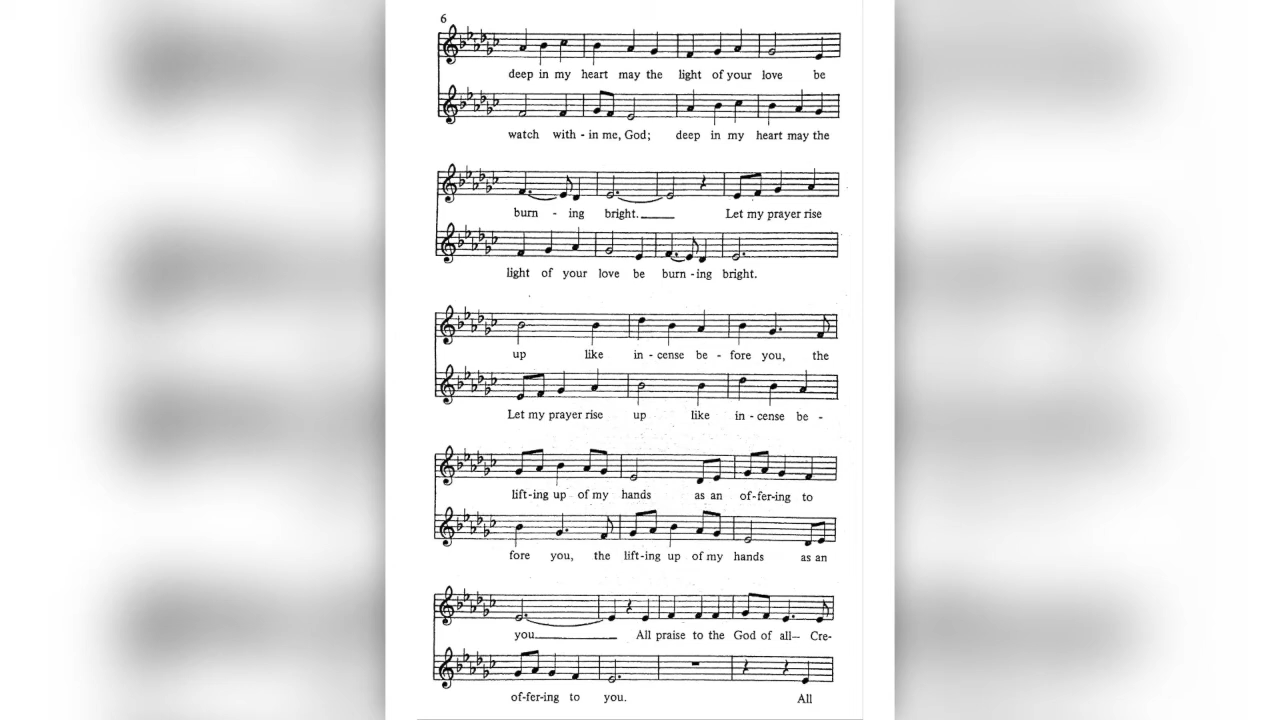 6
deep in my heart may the light of your love be
watch with - in me, God; deep in my heart may the
burn - ing bright. Let my prayer rise
light of your love be burn - ing bright.
up like in - cense be - fore you, the
Let my prayer rise up like in - cense be -
lift-ing up of my hands as an of-fer-ing to
fore you, the lift-ing up of my hands as an
you All praise to the God of all— Cre-
of-fer-ing to you. All